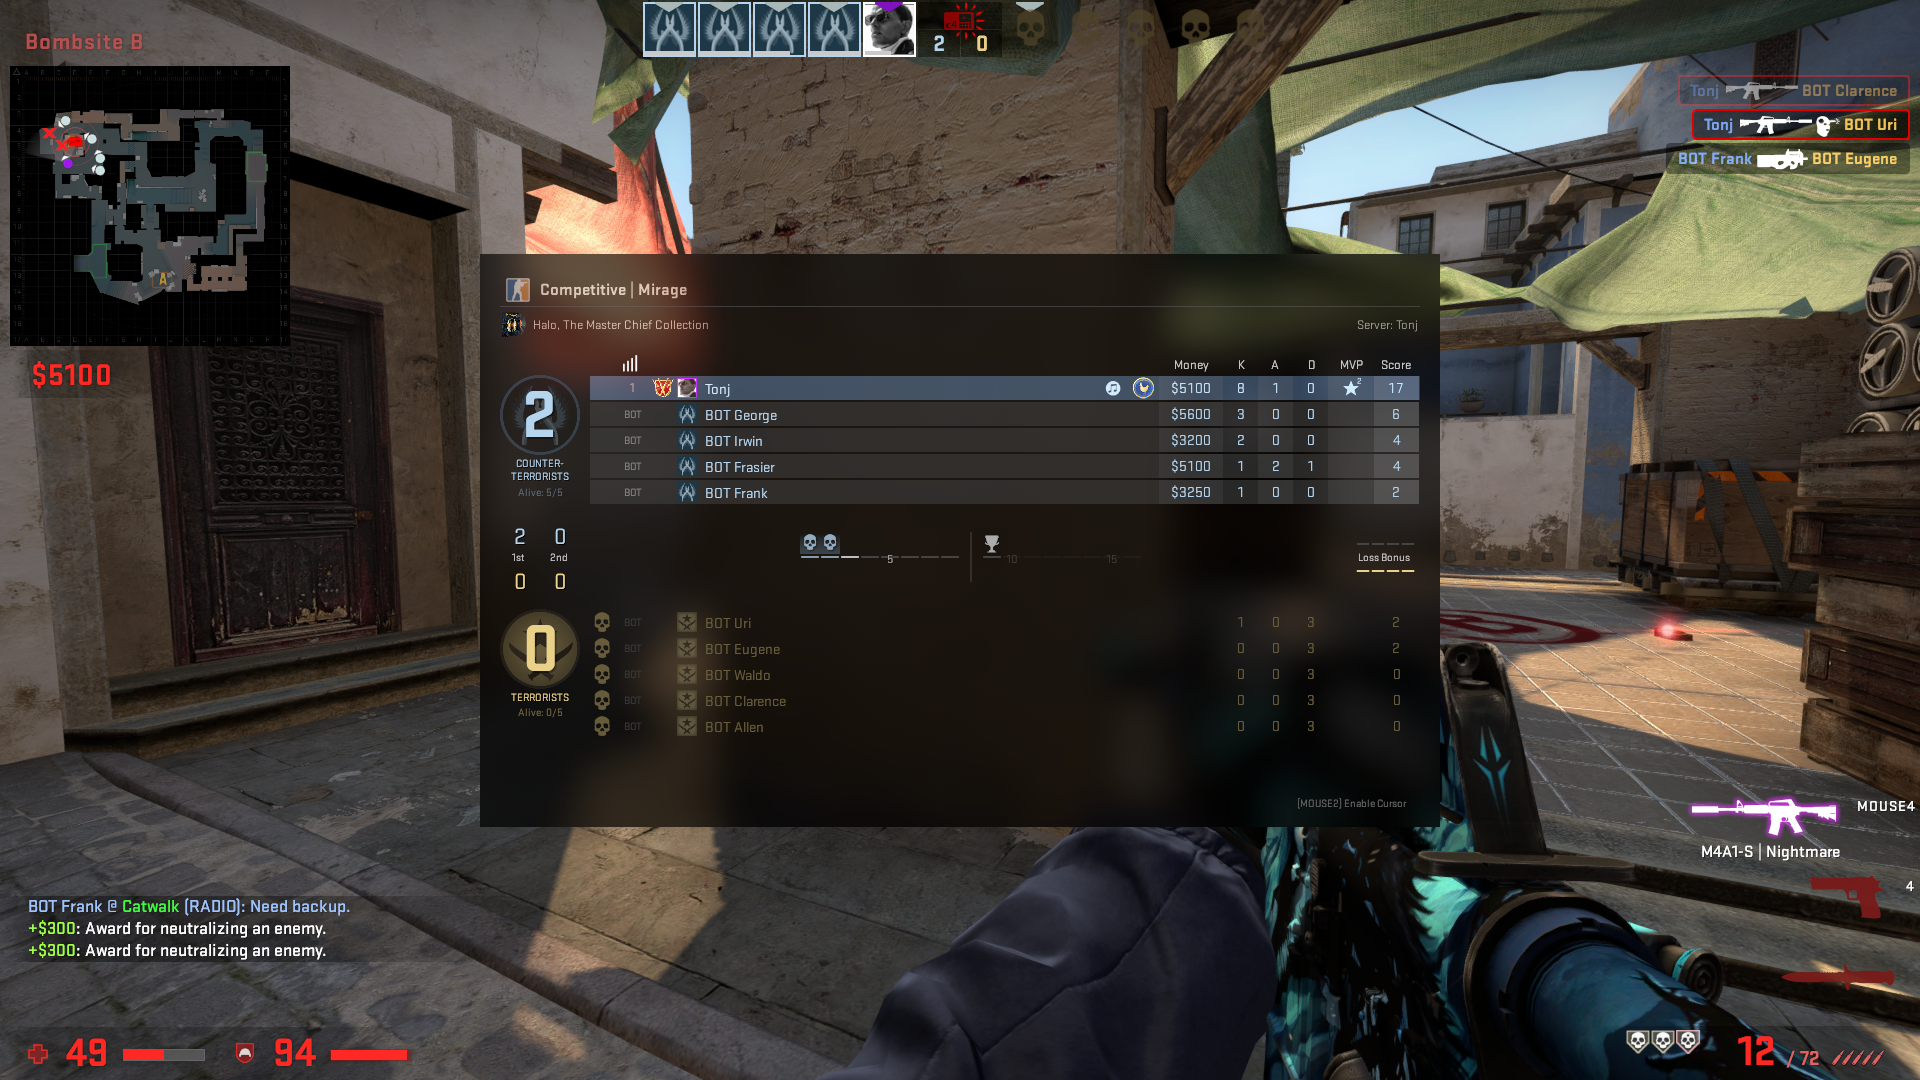 2 0
Bombsite B
Tonj BOT Clarence
Tonj BOT Uri
BOT Frank BOT Eugene
A
$5100
Competitive | Mirage
Halo, The Master Chief Collection Server: Tonj
Money K A D MVP Score
1 Tonj $5100 8 1 0 2 17
BOT BOT George $5600 3 0 0 6
BOT BOT Irwin $3200 2 0 0 4
BOT BOT Frasier $5100 1 2 1 4
BOT BOT Frank $3250 1 0 0 2
2
COUNTER-
TERRORISTS
Alive: 5/5
2 0
1st 2nd
0 0
5 10 15
Loss Bonus
BOT BOT Uri 1 0 3 2
BOT BOT Eugene 0 0 3 2
BOT BOT Waldo 0 0 3 0
BOT BOT Clarence 0 0 3 0
BOT BOT Allen 0 0 3 0
0
TERRORISTS
Alive: 0/5
[MOUSE2] Enable Cursor
MOUSE4
M4A1-S | Nightmare
4
BOT Frank @ Catwalk (RADIO): Need backup.
+$300: Award for neutralizing an enemy.
+$300: Award for neutralizing an enemy.
49 94
12 / 72